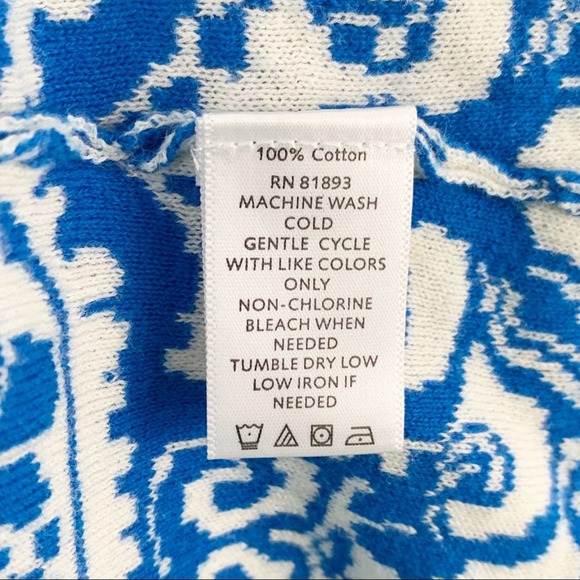 100% Cotton
RN 81893
MACHINE WASH
COLD
GENTLE CYCLE
WITH LIKE COLORS
ONLY
NON-CHLORINE
BLEACH WHEN
NEEDED
TUMBLE DRY LOW
LOW IRON IF
NEEDED